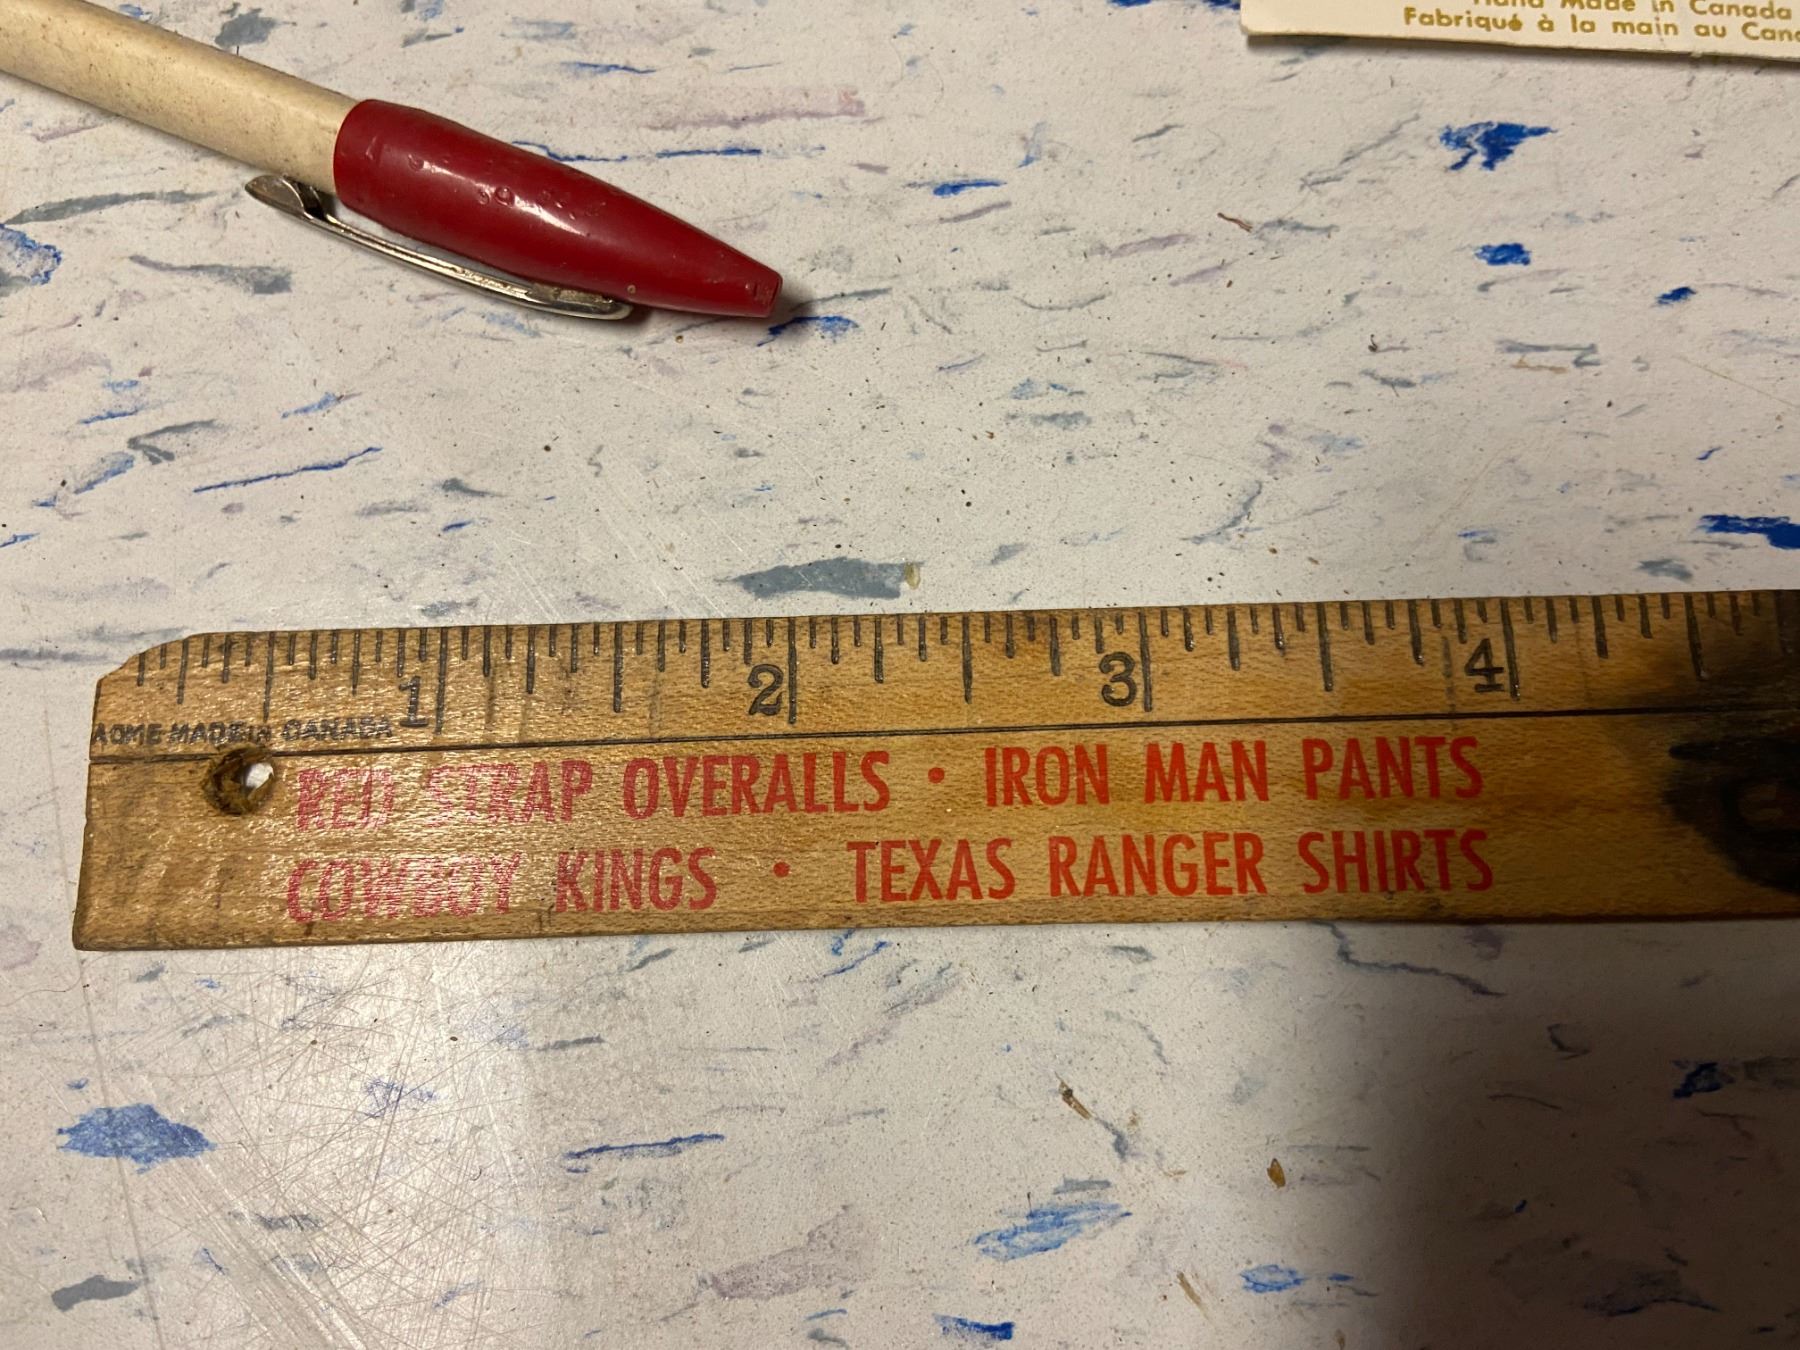 Hand Made in Canada
Fabriqué à la main au Cana
1 2 3 4
ACME MADE IN CANADA
RED STRAP OVERALLS • IRON MAN PANTS
COWBOY KINGS • TEXAS RANGER SHIRTS